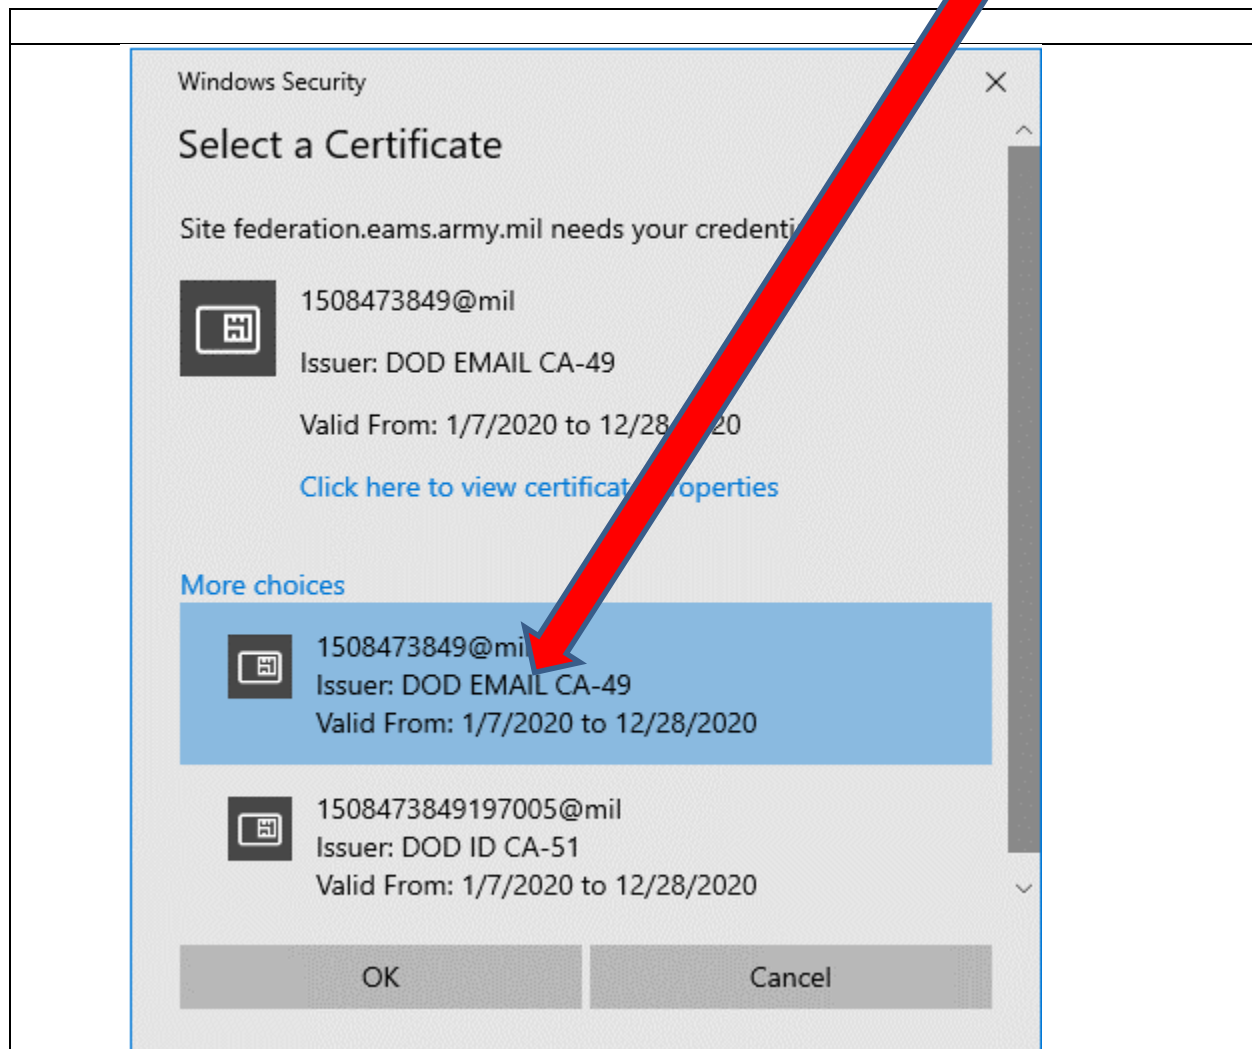 Windows Security
Select a Certificate
Site federation.eams.army.mil needs your
1508473849@mil
Issuer: DOD EMAIL CA-49
Valid From: 1/7/2020 to
Click here to view
More choices
1508473849@mil
Issuer: DOD EMAIL CA-49
Valid From: 1/7/2020 to 12/28/2020
1508473849197005@mil
Issuer: DOD ID CA-51
Valid From: 1/7/2020 to 12/28/2020
OK
Cancel